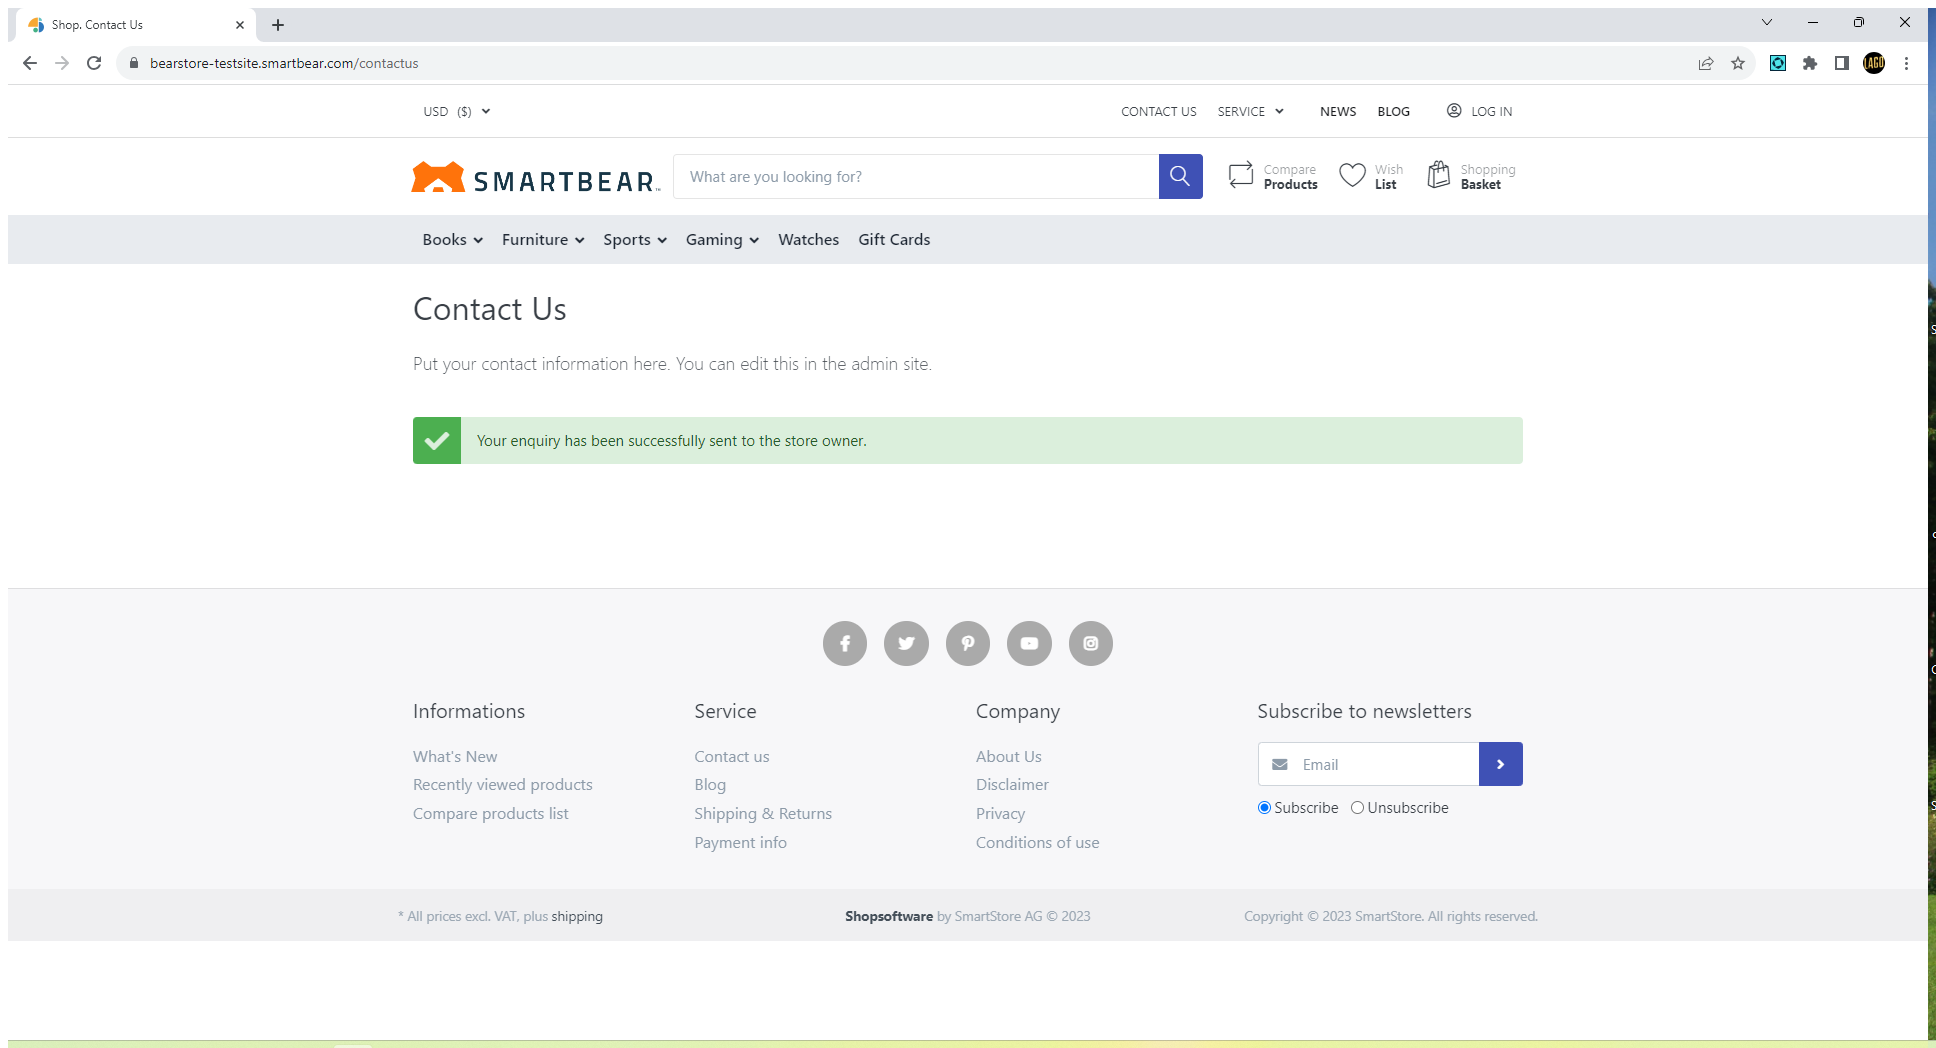 Shop. Contact Us
bearstore-testsite.smartbear.com/contactus
LAGO
USD ($)
CONTACT US SERVICE NEWS BLOG LOG IN
SMARTBEAR
What are you looking for?
Compare
Products
Wish
List
Shopping
Basket
Books Furniture Sports Gaming Watches Gift Cards
Contact Us
Put your contact information here. You can edit this in the admin site.
Your enquiry has been successfully sent to the store owner.
Informations
What's New
Recently viewed products
Compare products list
Service
Contact us
Blog
Shipping & Returns
Payment info
Company
About Us
Disclaimer
Privacy
Conditions of use
Subscribe to newsletters
Email
Subscribe Unsubscribe
* All prices excl. VAT, plus shipping
Shopsoftware by SmartStore AG © 2023
Copyright © 2023 SmartStore. All rights reserved.